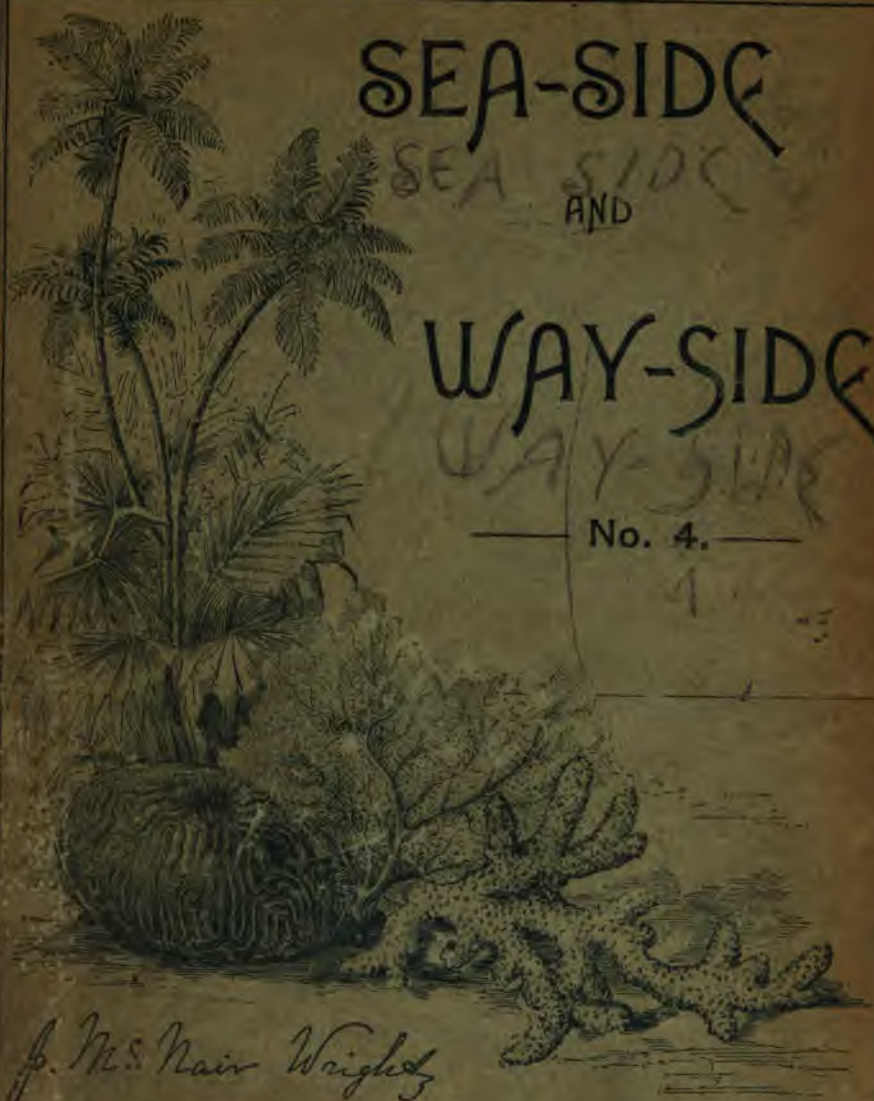 SEA-SIDE
SEA SIDE
AND
WAY-SIDE
WAY-SIDE
No. 4.
J. McNair Wright